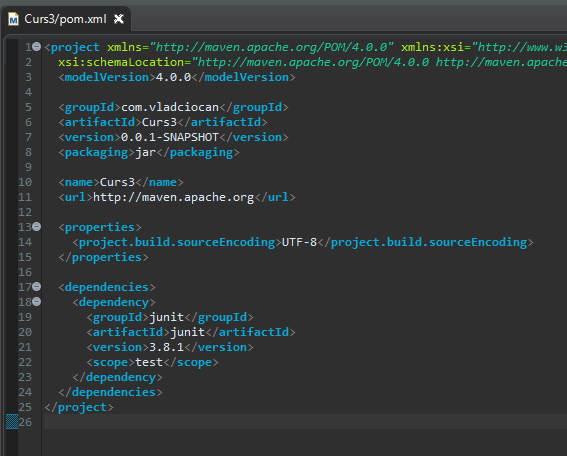 Curs3/pom.xml
1 <project xmlns="http://maven.apache.org/POM/4.0.0" xmlns:xsi="http://www.w3
2 xsi:schemaLocation="http://maven.apache.org/POM/4.0.0 http://maven.apache
3 <modelVersion>4.0.0</modelVersion>
4
5 <groupId>com.vladciocan</groupId>
6 <artifactId>Curs3</artifactId>
7 <version>0.0.1-SNAPSHOT</version>
8 <packaging>jar</packaging>
9
10 <name>Curs3</name>
11 <url>http://maven.apache.org</url>
12
13 <properties>
14 <project.build.sourceEncoding>UTF-8</project.build.sourceEncoding>
15 </properties>
16
17 <dependencies>
18 <dependency>
19 <groupId>junit</groupId>
20 <artifactId>junit</artifactId>
21 <version>3.8.1</version>
22 <scope>test</scope>
23 </dependency>
24 </dependencies>
25 </project>
26